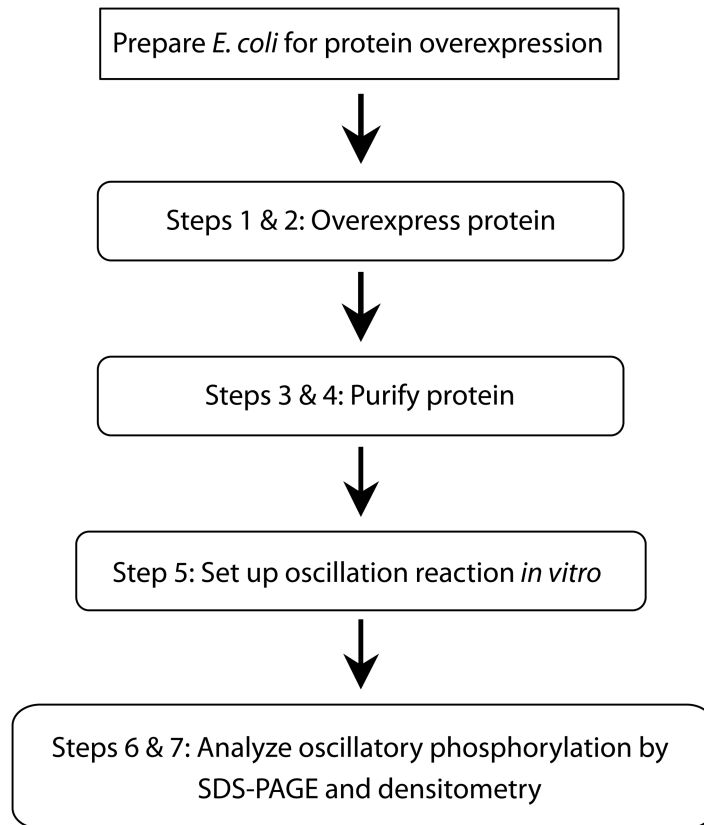 Prepare E. coli for protein overexpression
Steps 1 & 2: Overexpress protein
Steps 3 & 4: Purify protein
Step 5: Set up oscillation reaction in vitro
Steps 6 & 7: Analyze oscillatory phosphorylation by
SDS-PAGE and densitometry